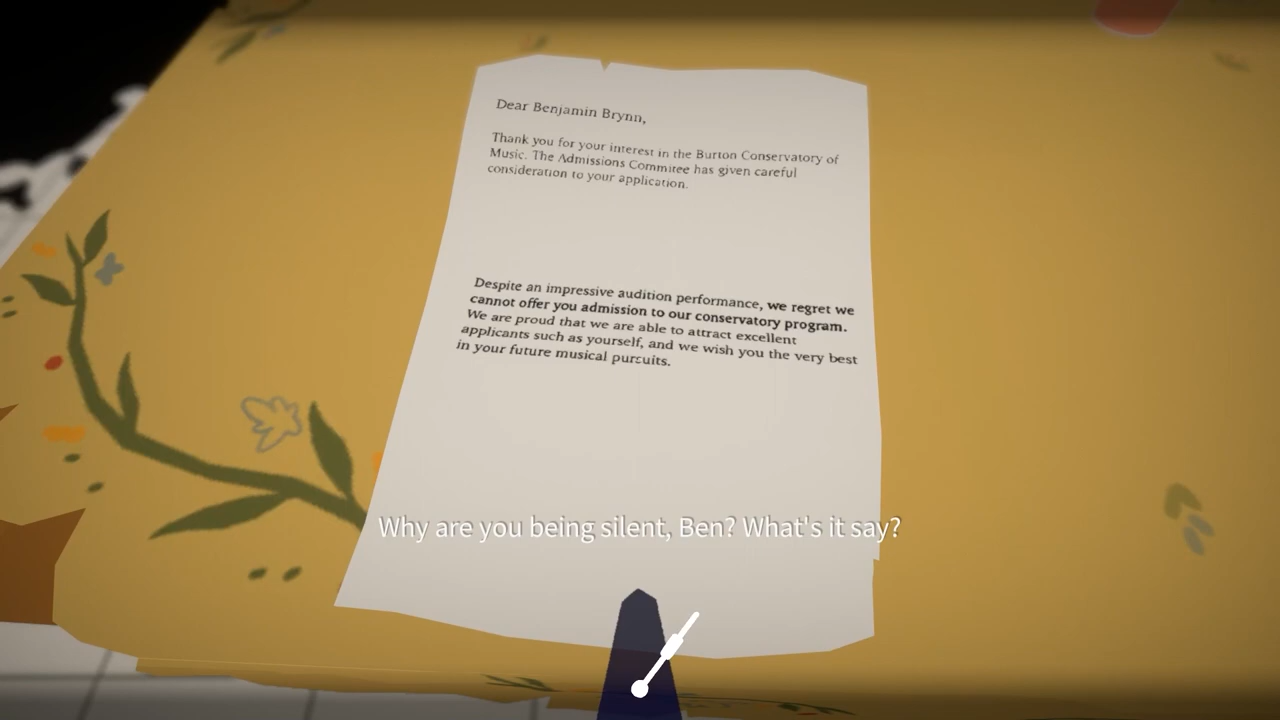 Dear Benjamin Brynn,
Thank you for your interest in the Burton Conservatory of
Music. The Admissions Commitee has given careful
consideration to your application.
Despite an impressive audition performance, we regret we
cannot offer you admission to our conservatory program.
We are proud that we are able to attract excellent
applicants such as yourself, and we wish you the very best
in your future musical pursuits.
Why are you being silent, Ben? What's it say?